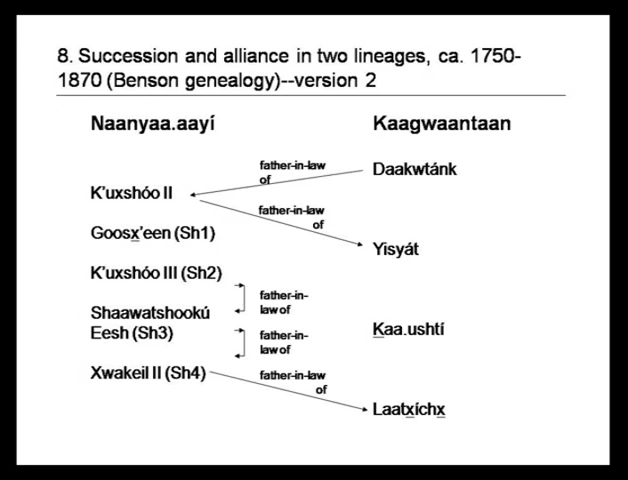 8. Succession and alliance in two lineages, ca. 1750-
1870 (Benson genealogy)--version 2
Naanyaa.aayí
Kaagwaantaan
father-in-law
of
Daakwtánk
K'uxshóo II
father-in-law
of
Goosx̲'een (Sh1)
Yisyát
K'uxshóo III (Sh2)
father-in-
law of
Shaawatshookú
Eesh (Sh3)
father-in-
law of
K̲aa.ushtí
Xwakeil II (Sh4)
father-in-law
of
Laatx̲íchx̲